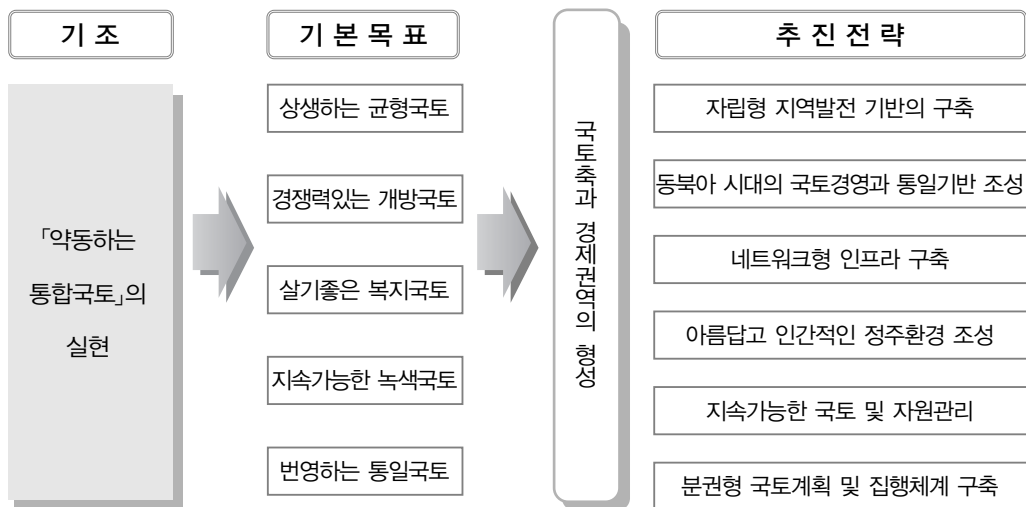 기 조
「약동하는
통합국토」의
실현
기 본 목 표
상생하는 균형국토
경쟁력있는 개방국토
살기좋은 복지국토
지속가능한 녹색국토
번영하는 통일국토
국토축과 경제권역의 형성
추 진 전 략
자립형 지역발전 기반의 구축
동북아 시대의 국토경영과 통일기반 조성
네트워크형 인프라 구축
아름답고 인간적인 정주환경 조성
지속가능한 국토 및 자원관리
분권형 국토계획 및 집행체계 구축